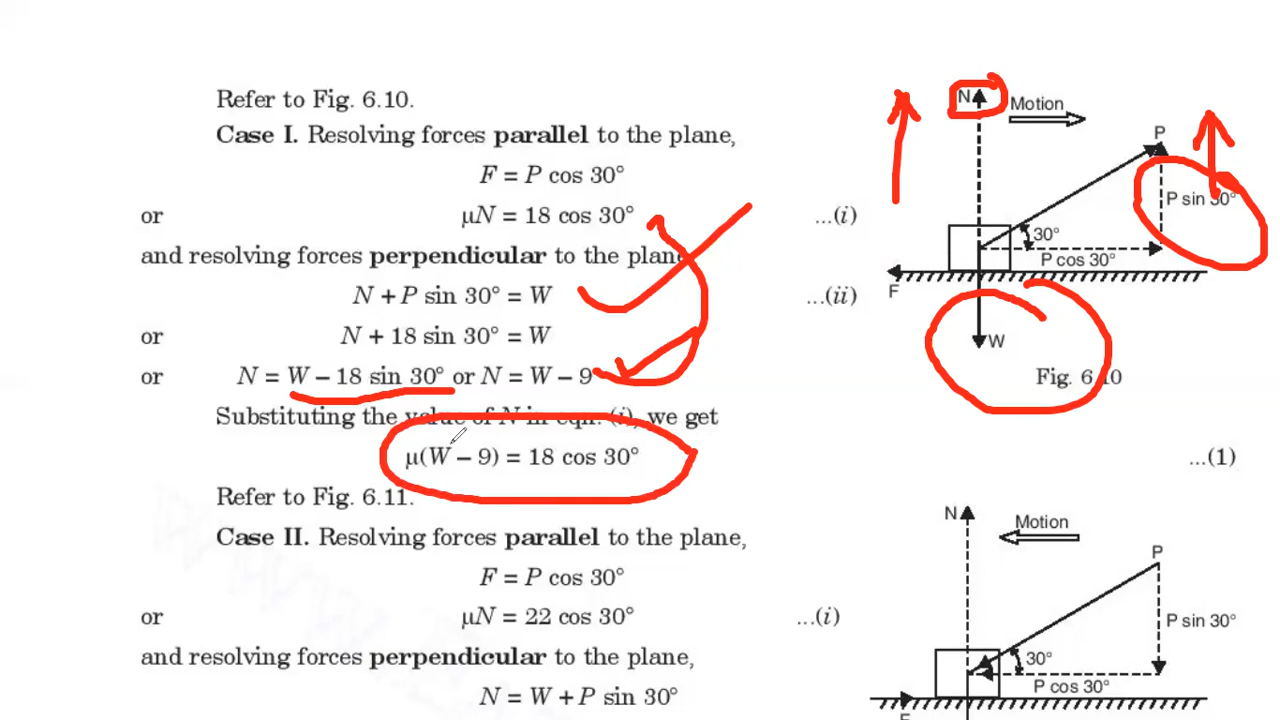 Refer to Fig. 6.10.
Case I. Resolving forces parallel to the plane,
F = P cos 30°
or μN = 18 cos 30° ...(i)
and resolving forces perpendicular to the plane
N + P sin 30° = W ...(ii)
or N + 18 sin 30° = W
or N = W – 18 sin 30° or N = W – 9
Substituting the value of N in eqn. (i), we get
μ(W – 9) = 18 cos 30° ...(1)
Refer to Fig. 6.11.
Case II. Resolving forces parallel to the plane,
F = P cos 30°
or μN = 22 cos 30° ...(i)
and resolving forces perpendicular to the plane,
N = W + P sin 30°
N
Motion
P
P sin 30°
30°
P cos 30°
F
W
Fig. 6.10
N
Motion
P
P sin 30°
30°
P cos 30°
F